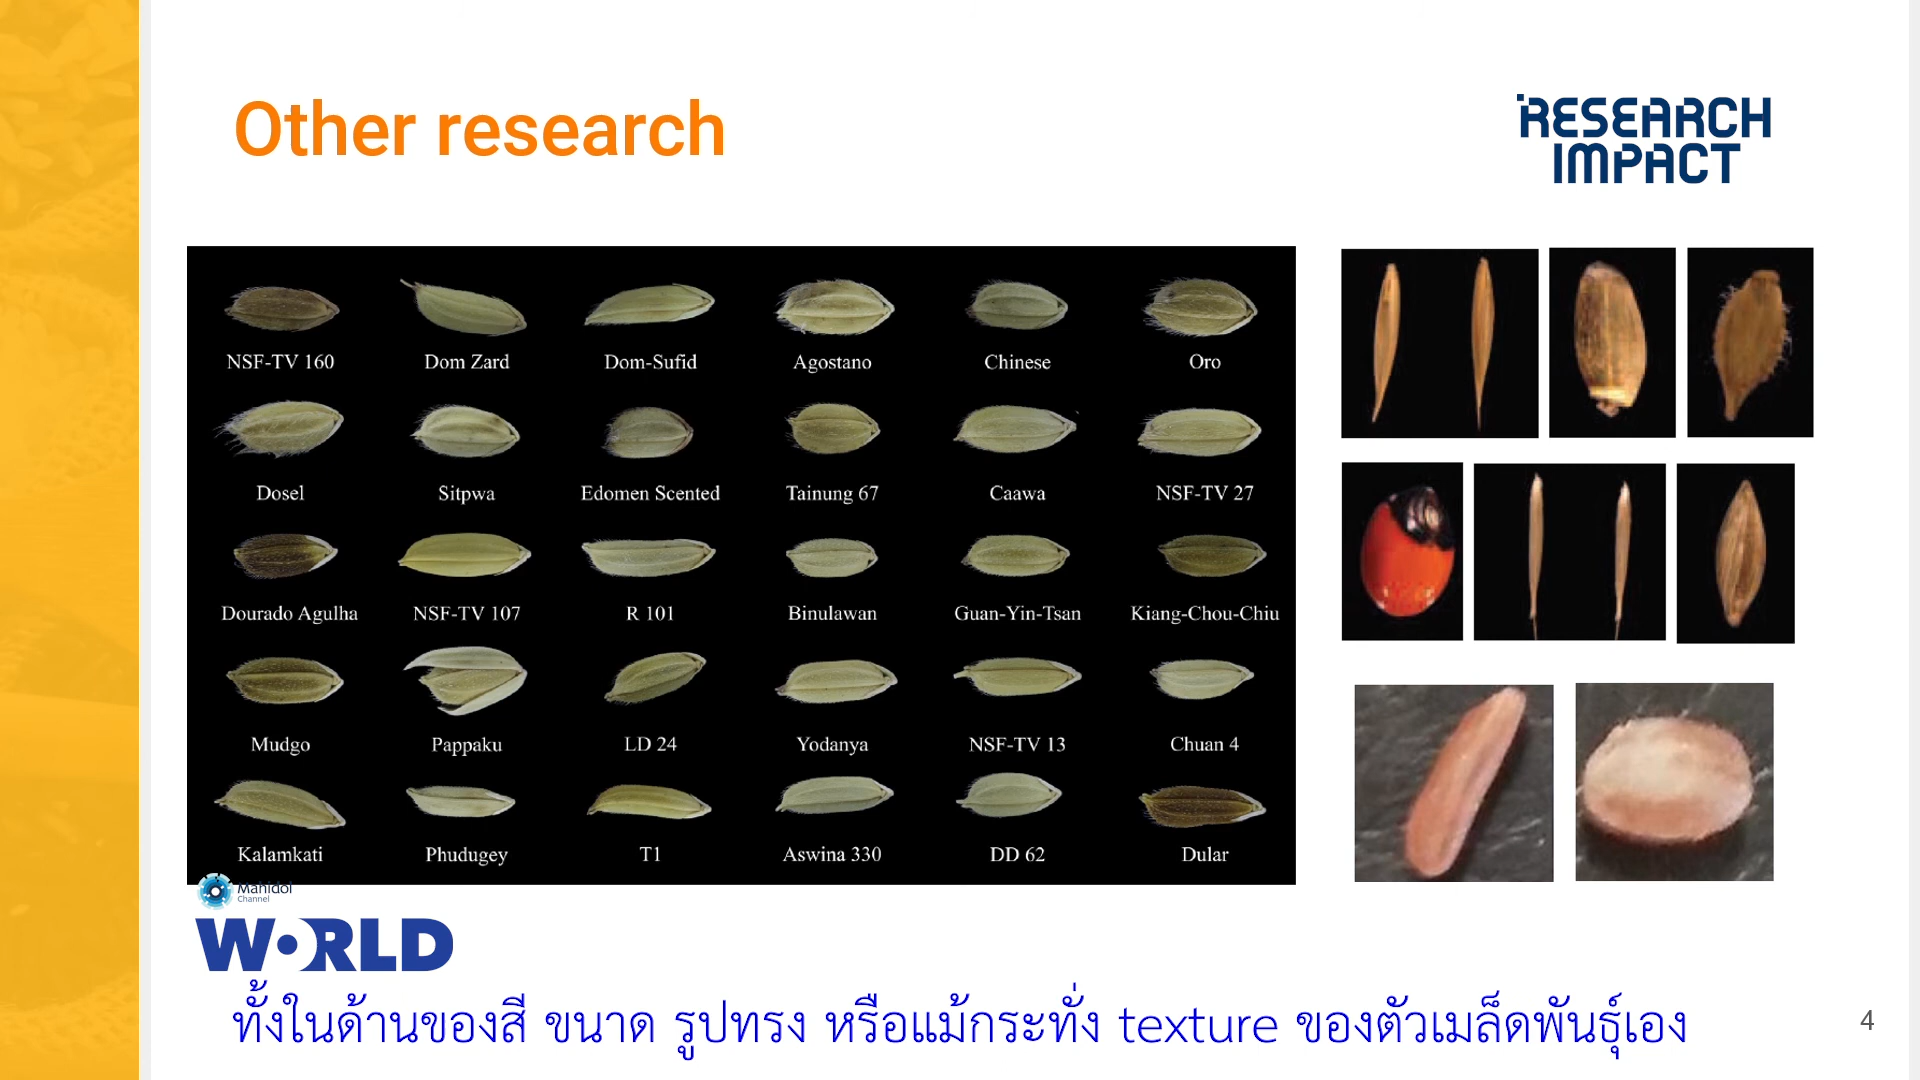 Other research
RESEARCH
IMPACT
NSF-TV 160 Dom Zard Dom-Sufid Agostano Chinese Oro
Dosel Sitpwa Edomen Scented Tainung 67 Caawa NSF-TV 27
Dourado Agulha NSF-TV 107 R 101 Binulawan Guan-Yin-Tsan Kiang-Chou-Chiu
Mudgo Pappaku LD 24 Yodanya NSF-TV 13 Chuan 4
Kalamkati Phudugey T1 Aswina 330 DD 62 Dular
Mahidol
Channel
WORLD
ทั้งในด้านของสี ขนาด รูปทรง หรือแม้กระทั่ง texture ของตัวเมล็ดพันธุ์เอง
4